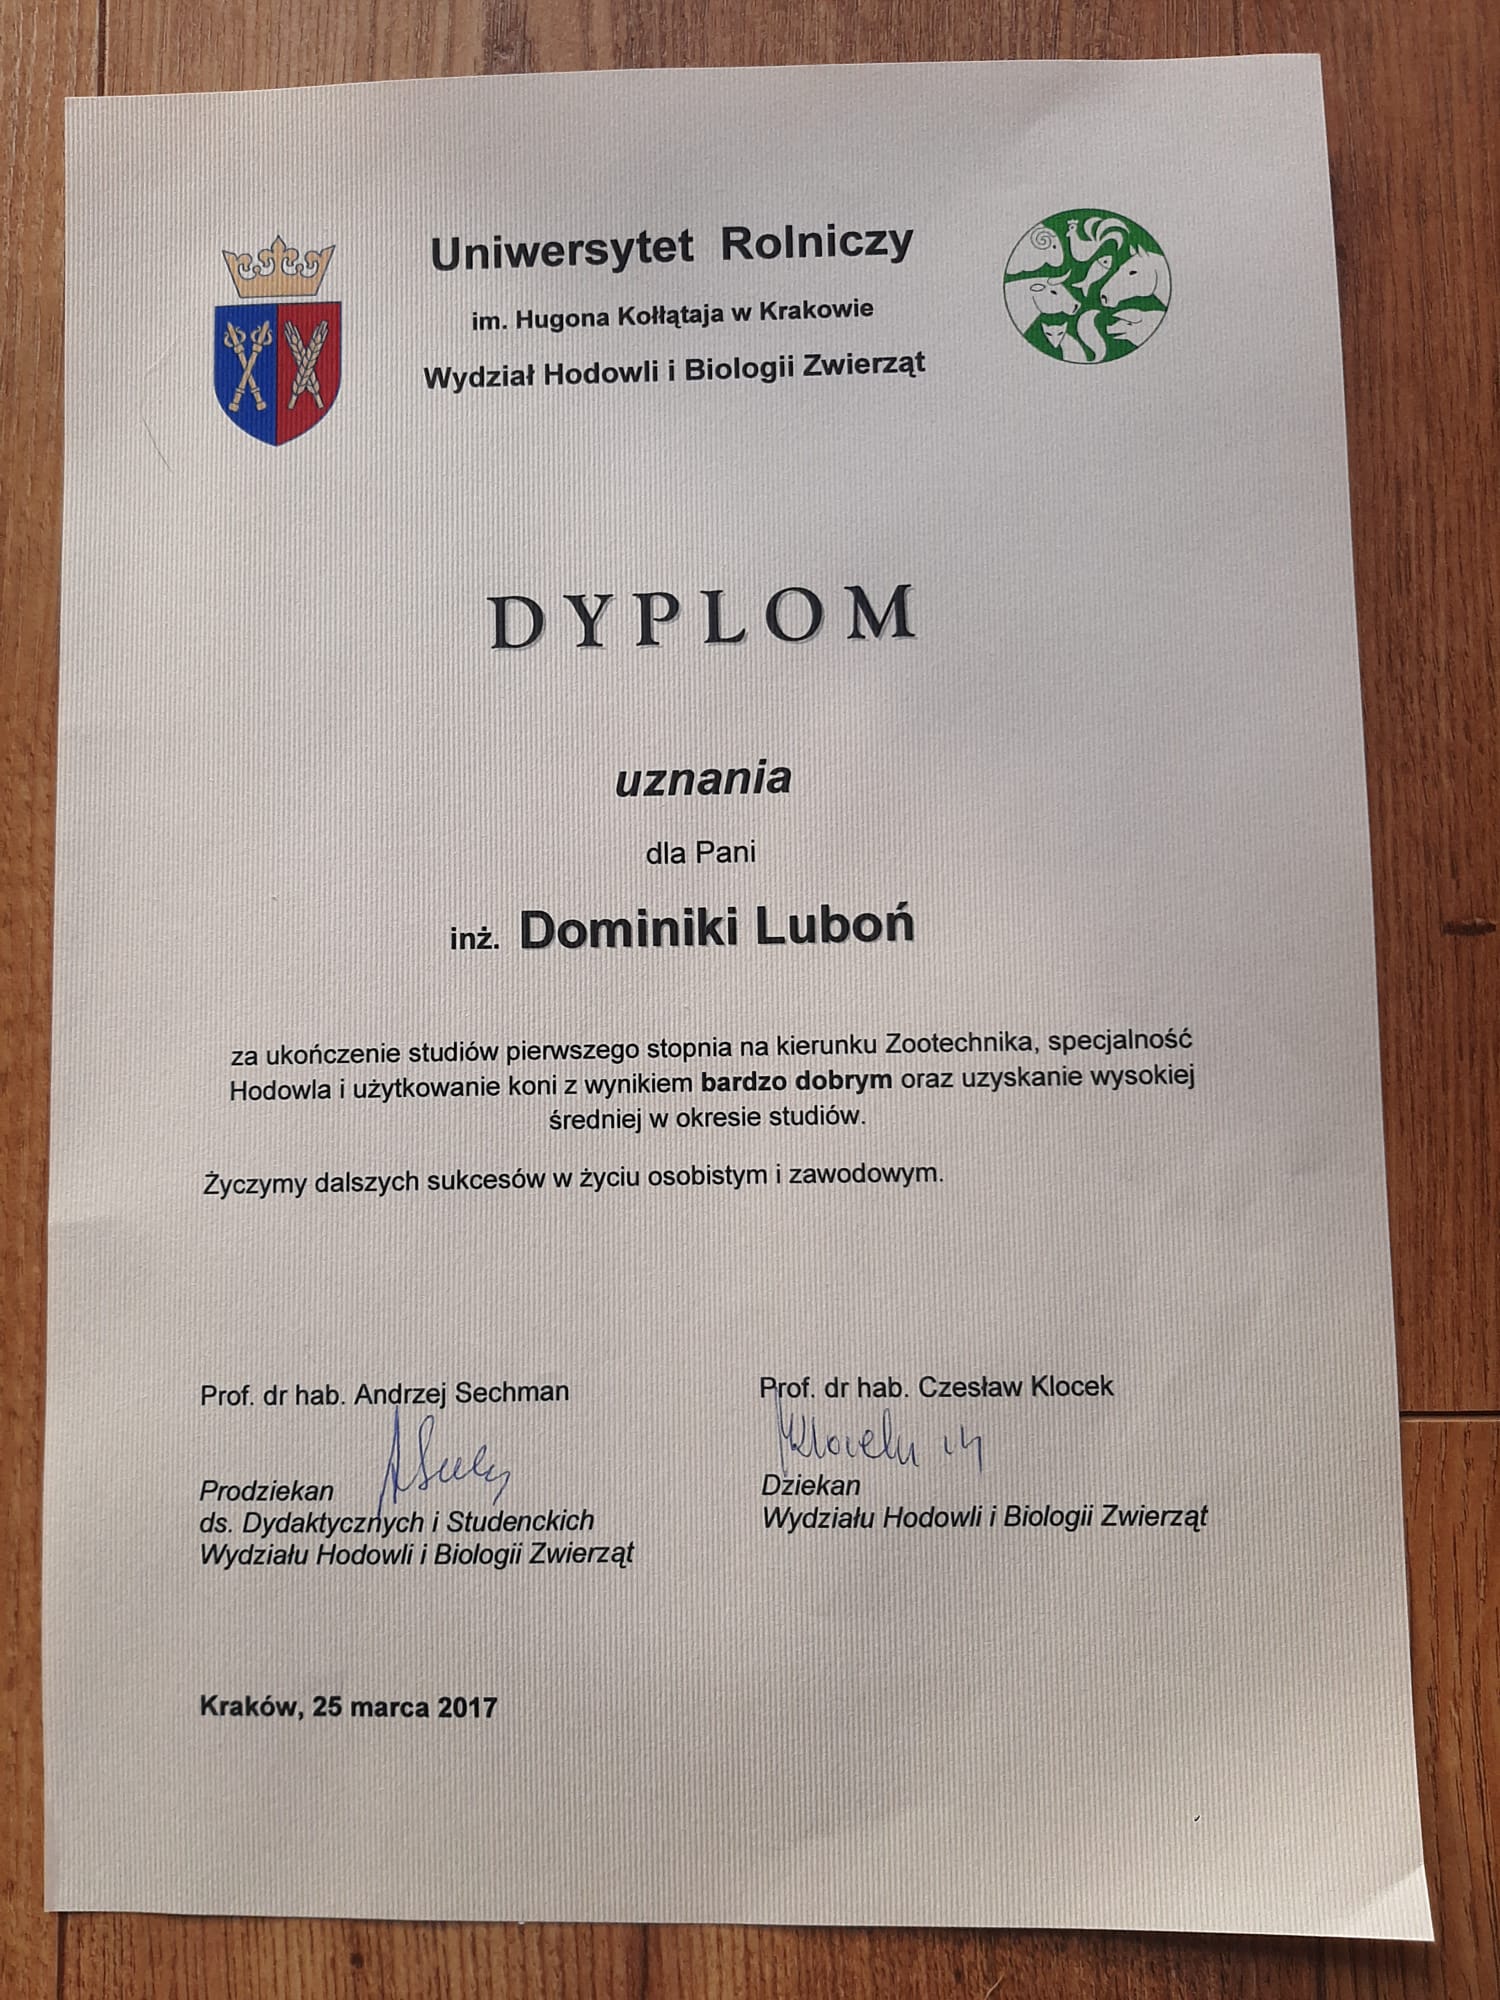 Uniwersytet Rolniczy
im. Hugona Kołłątaja w Krakowie
Wydział Hodowli i Biologii Zwierząt
DYPLOM
uznania
dla Pani
inż. Dominiki Luboń
za ukończenie studiów pierwszego stopnia na kierunku Zootechnika, specjalność
Hodowla i użytkowanie koni z wynikiem bardzo dobrym oraz uzyskanie wysokiej
średniej w okresie studiów.
Życzymy dalszych sukcesów w życiu osobistym i zawodowym.
Prof. dr hab. Andrzej Sechman
Prodziekan
ds. Dydaktycznych i Studenckich
Wydziału Hodowli i Biologii Zwierząt
Prof. dr hab. Czesław Klocek
Dziekan
Wydziału Hodowli i Biologii Zwierząt
Kraków, 25 marca 2017